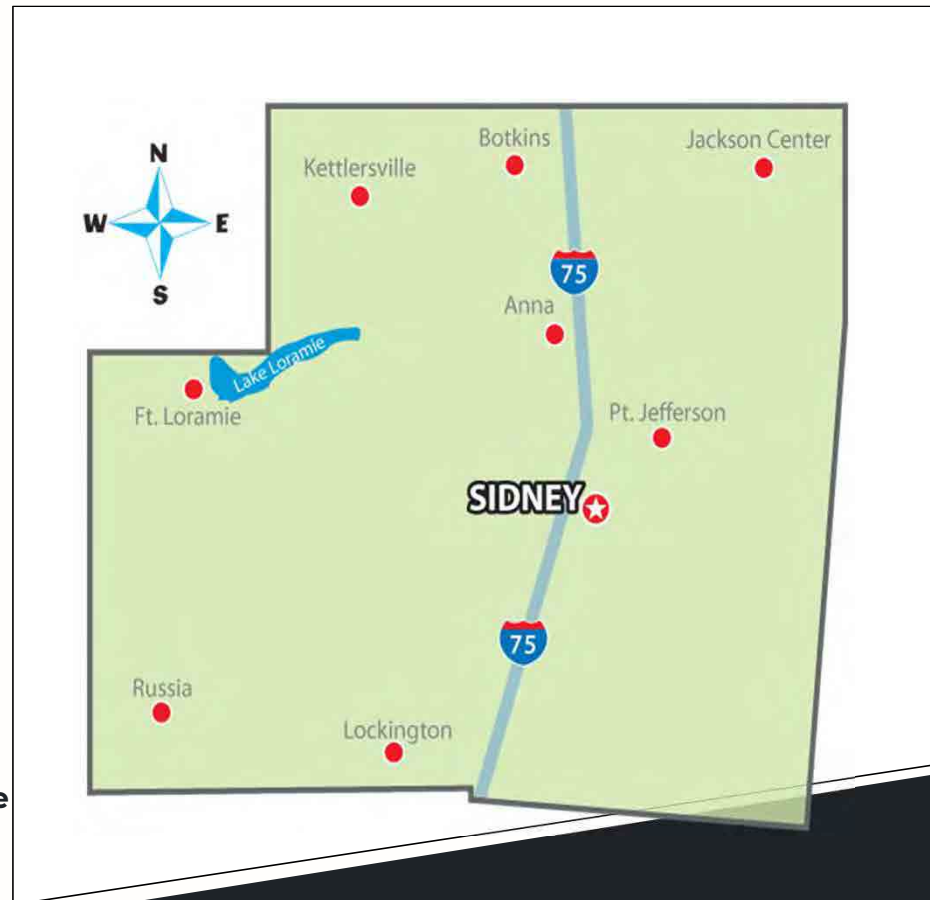 Botkins
Jackson Center
N
Kettlersville
W
E
75
S
Anna
Lake Loramie
Ft. Loramie
Pt. Jefferson
SIDNEY
75
Russia
Lockington
e